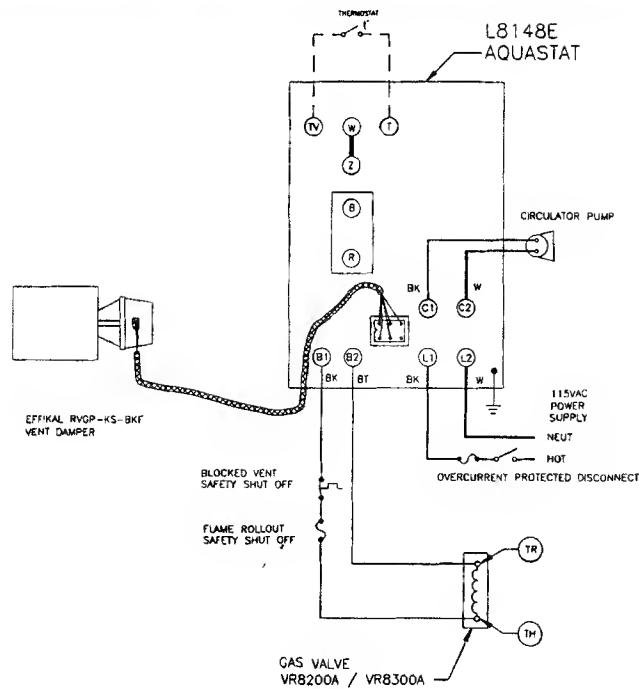 THERMOSTAT
L8148E
AQUASTAT
TV
W
T
Z
B
R
CIRCULATOR PUMP
BK
W
C1
C2
B1
B2
L1
L2
BK
BT
BK
W
115VAC
POWER
SUPPLY
NEUT
HOT
OVERCURRENT PROTECTED DISCONNECT
EFFIKAL RVGP-KS-BKF
VENT DAMPER
BLOCKED VENT
SAFETY SHUT OFF
FLAME ROLLOUT
SAFETY SHUT OFF
TR
TH
GAS VALVE
VR8200A / VR8300A